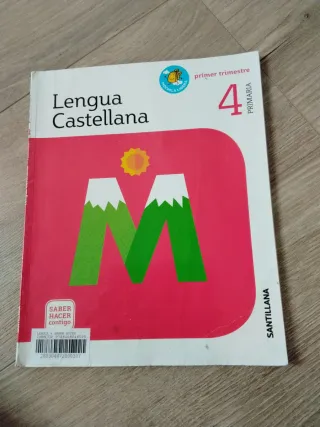 primer trimestre
Lengua
Castellana
4
PRIMARIA
M
SABER
HACER
contigo
SANTILLANA